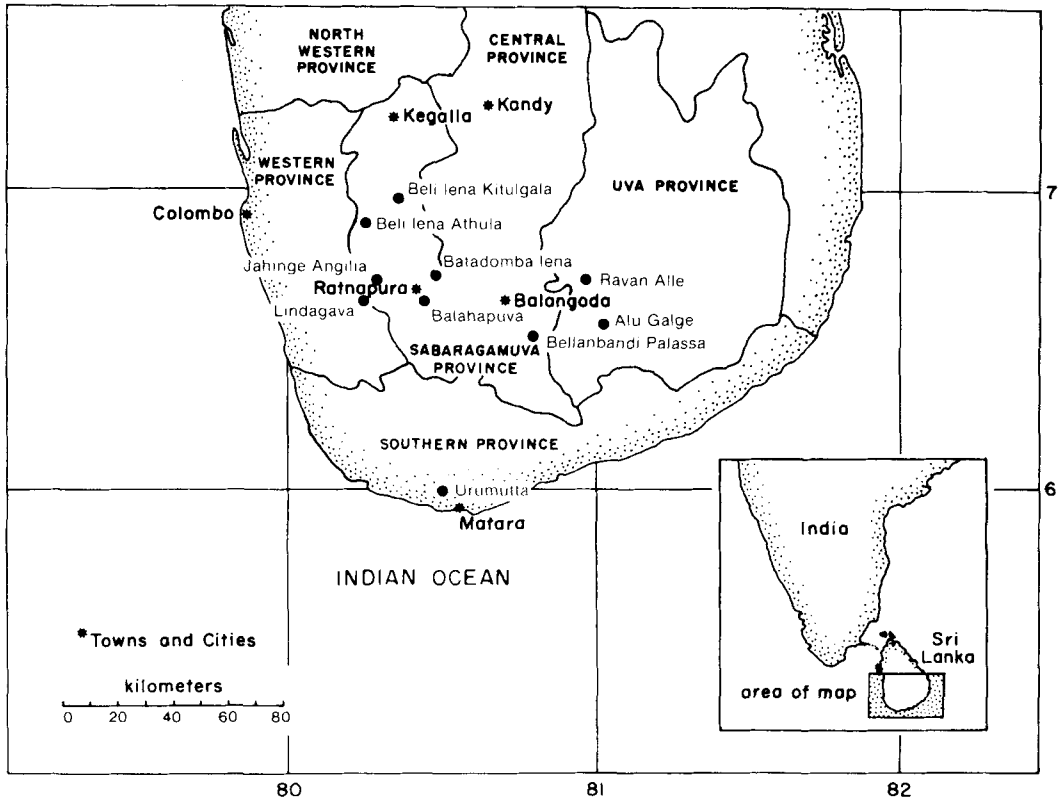 NORTH
WESTERN
PROVINCE
CENTRAL
PROVINCE
Kegalla
Kandy
WESTERN
PROVINCE
UVA PROVINCE
7
Beli lena Kitulgala
Colombo
Beli lena Athula
Jahinge Angilia
Batadomba lena
Ravan Alle
Ratnapura
Balangoda
Lindagava
Balahapuva
Alu Galge
Bellanbandi Palassa
SABARAGAMUVA
PROVINCE
SOUTHERN PROVINCE
Urumutta
6
Matara
India
INDIAN OCEAN
Towns and Cities
Sri
Lanka
kilometers
area of map
0 20 40 60 80
80 81 82